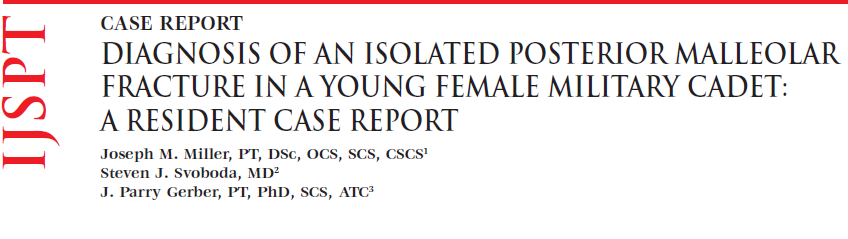 IJSPT
CASE REPORT
DIAGNOSIS OF AN ISOLATED POSTERIOR MALLEOLAR
FRACTURE IN A YOUNG FEMALE MILITARY CADET:
A RESIDENT CASE REPORT
Joseph M. Miller, PT, DSc, OCS, SCS, CSCS¹
Steven J. Svoboda, MD²
J. Parry Gerber, PT, PhD, SCS, ATC³